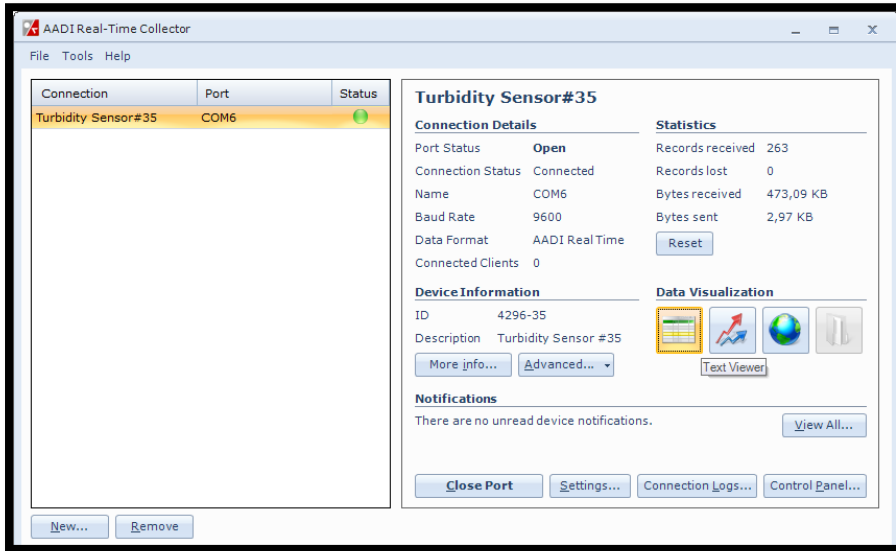 AADI Real-Time Collector
File Tools Help
Connection Port Status
Turbidity Sensor#35 COM6
Turbidity Sensor#35
Connection Details
Port Status Open
Connection Status Connected
Name COM6
Baud Rate 9600
Data Format AADI Real Time
Connected Clients 0
Statistics
Records received 263
Records lost 0
Bytes received 473,09 KB
Bytes sent 2,97 KB
Reset
Device Information
ID 4296-35
Description Turbidity Sensor #35
More info... Advanced...
Data Visualization
Text Viewer
Notifications
There are no unread device notifications.
View All...
Close Port Settings... Connection Logs... Control Panel...
New... Remove